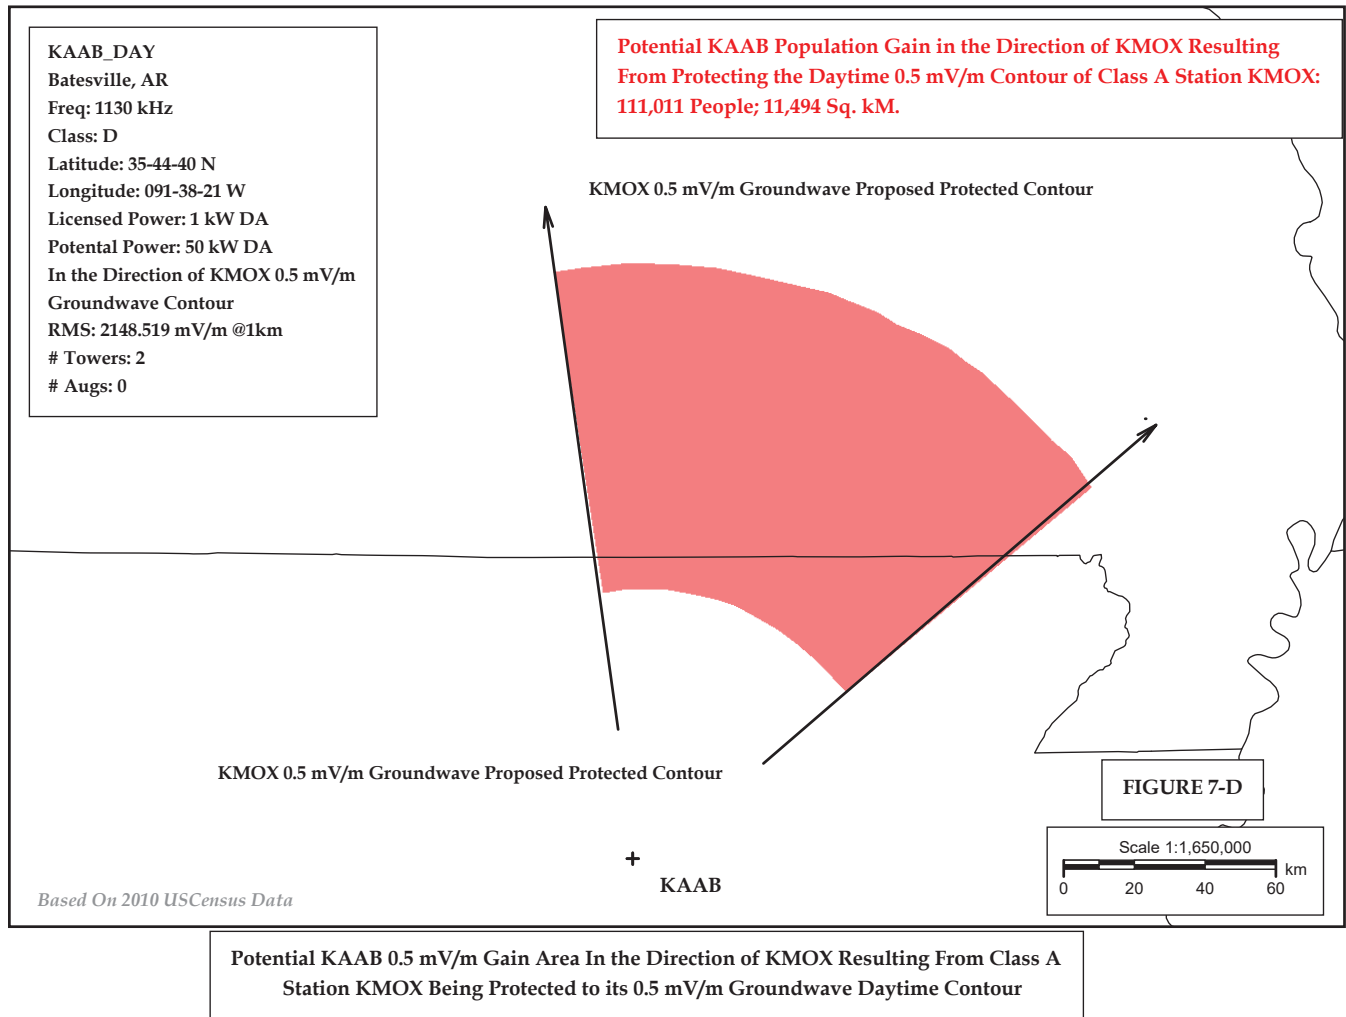 KAAB_DAY
Batesville, AR
Freq: 1130 kHz
Class: D
Latitude: 35-44-40 N
Longitude: 091-38-21 W
Licensed Power: 1 kW DA
Potental Power: 50 kW DA
In the Direction of KMOX 0.5 mV/m
Groundwave Contour
RMS: 2148.519 mV/m @1km
# Towers: 2
# Augs: 0
Potential KAAB Population Gain in the Direction of KMOX Resulting
From Protecting the Daytime 0.5 mV/m Contour of Class A Station KMOX:
111,011 People; 11,494 Sq. kM.
KMOX 0.5 mV/m Groundwave Proposed Protected Contour
KMOX 0.5 mV/m Groundwave Proposed Protected Contour
FIGURE 7-D
Scale 1:1,650,000
km
0 20 40 60
KAAB
Based On 2010 USCensus Data
Potential KAAB 0.5 mV/m Gain Area In the Direction of KMOX Resulting From Class A
Station KMOX Being Protected to its 0.5 mV/m Groundwave Daytime Contour